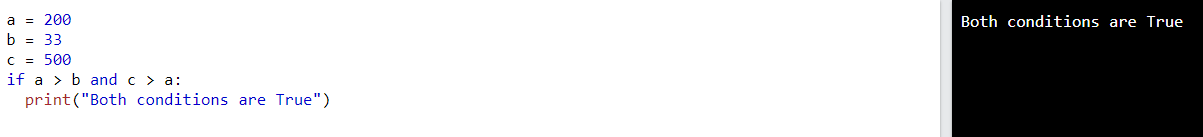 a = 200
b = 33
c = 500
if a > b and c > a:
  print("Both conditions are True")
Both conditions are True